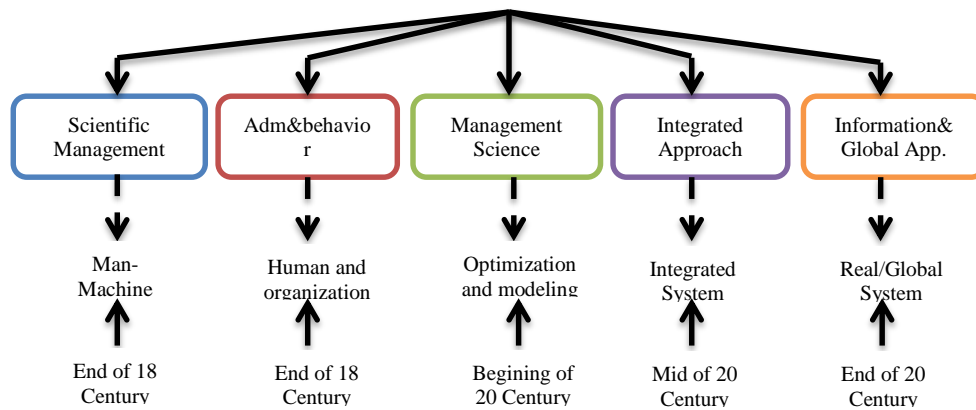 Scientific
Management
Adm&behavio
r
Management
Science
Integrated
Approach
Information&
Global App.
Man-
Machine
Human and
organization
Optimization
and modeling
Integrated
System
Real/Global
System
End of 18
Century
End of 18
Century
Begining of
20 Century
Mid of 20
Century
End of 20
Century